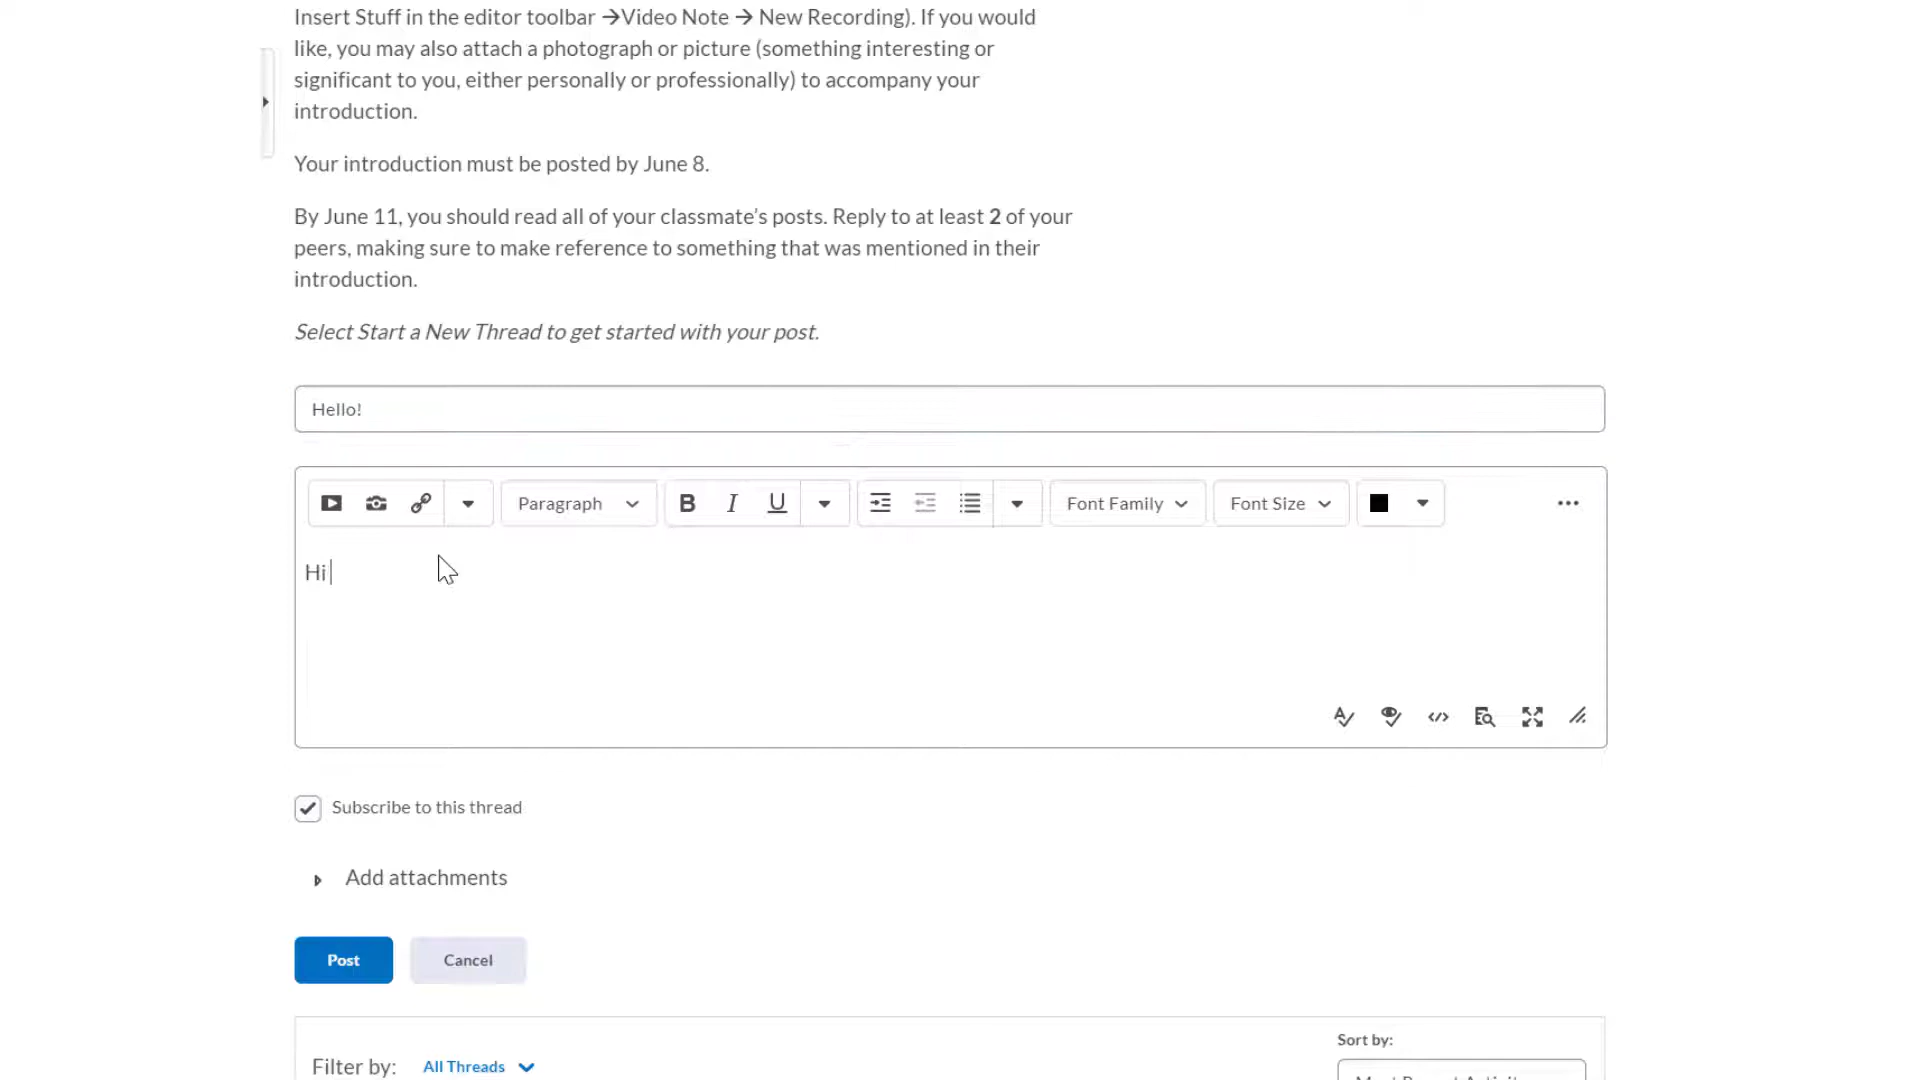 Insert Stuff in the editor toolbar →Video Note → New Recording). If you would
like, you may also attach a photograph or picture (something interesting or
significant to you, either personally or professionally) to accompany your
introduction.
Your introduction must be posted by June 8.
By June 11, you should read all of your classmate's posts. Reply to at least 2 of your
peers, making sure to make reference to something that was mentioned in their
introduction.
Select Start a New Thread to get started with your post.
Hello!
Paragraph B I U Font Family Font Size
Hi
Subscribe to this thread
Add attachments
Post Cancel
Sort by:
Filter by: All Threads